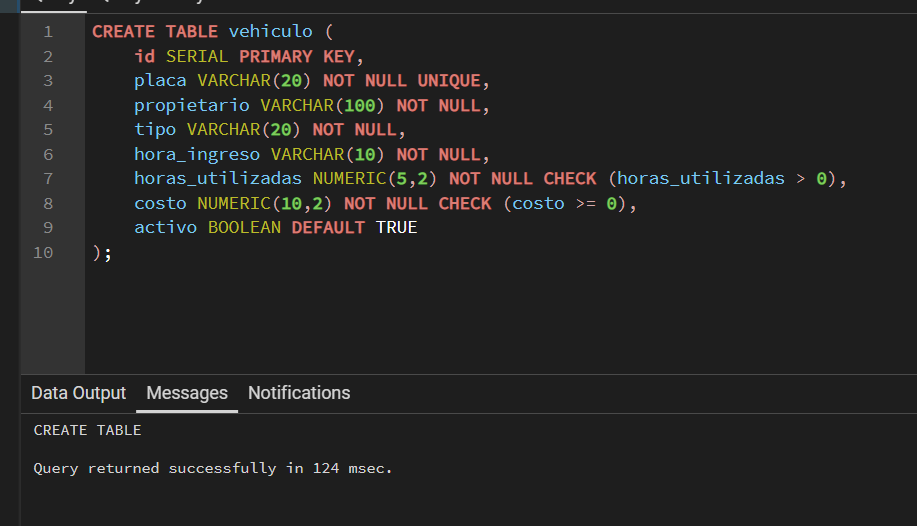 1 CREATE TABLE vehiculo (
2 id SERIAL PRIMARY KEY,
3 placa VARCHAR(20) NOT NULL UNIQUE,
4 propietario VARCHAR(100) NOT NULL,
5 tipo VARCHAR(20) NOT NULL,
6 hora_ingreso VARCHAR(10) NOT NULL,
7 horas_utilizadas NUMERIC(5,2) NOT NULL CHECK (horas_utilizadas > 0),
8 costo NUMERIC(10,2) NOT NULL CHECK (costo >= 0),
9 activo BOOLEAN DEFAULT TRUE
10 );
Data Output Messages Notifications
CREATE TABLE
Query returned successfully in 124 msec.